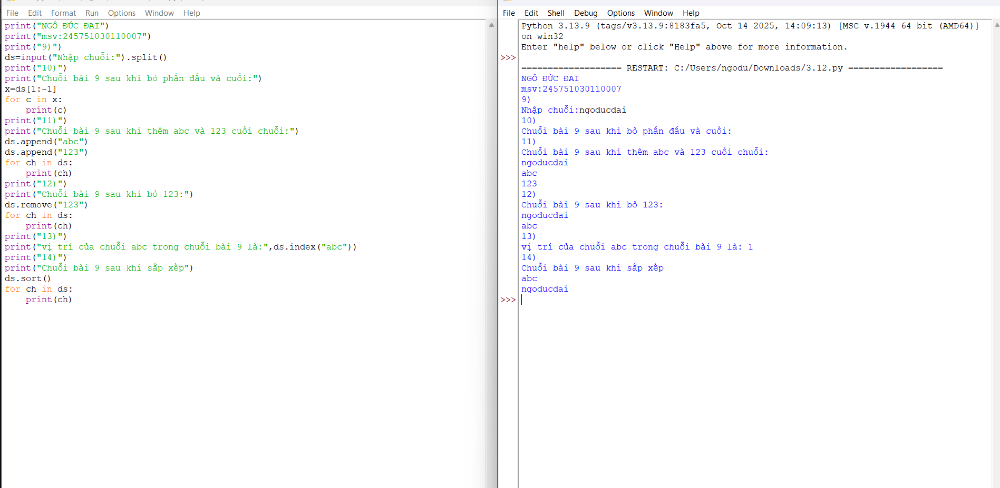 File Edit Format Run Options Window Help
print("NGÔ ĐỨC ĐAI")
print("msv:245751030110007")
print("9)")
ds=input("Nhập chuỗi:").split()
print("10)")
print("Chuỗi bài 9 sau khi bỏ phần đầu và cuối:")
x=ds[1:-1]
for c in x:
    print(c)
print("11)")
print("Chuỗi bài 9 sau khi thêm abc và 123 cuối chuỗi:")
ds.append("abc")
ds.append("123")
for ch in ds:
    print(ch)
print("12)")
print("Chuỗi bài 9 sau khi bỏ 123:")
ds.remove("123")
for ch in ds:
    print(ch)
print("13)")
print("vị trí của chuỗi abc trong chuỗi bài 9 là:",ds.index("abc"))
print("14)")
print("Chuỗi bài 9 sau khi sắp xếp")
ds.sort()
for ch in ds:
    print(ch)
File Edit Shell Debug Options Window Help
Python 3.13.9 (tags/v3.13.9:8183fa5, Oct 14 2025, 14:09:13) [MSC v.1944 64 bit (AMD64)]
on win32
Enter "help" below or click "Help" above for more information.
>>>
=================== RESTART: C:/Users/ngodu/Downloads/3.12.py ==================
NGÔ ĐỨC ĐAI
msv:245751030110007
9)
Nhập chuỗi:ngoducdai
10)
Chuỗi bài 9 sau khi bỏ phần đầu và cuối:
11)
Chuỗi bài 9 sau khi thêm abc và 123 cuối chuỗi:
ngoducdai
abc
123
12)
Chuỗi bài 9 sau khi bỏ 123:
ngoducdai
abc
13)
vị trí của chuỗi abc trong chuỗi bài 9 là: 1
14)
Chuỗi bài 9 sau khi sắp xếp
abc
ngoducdai
>>>